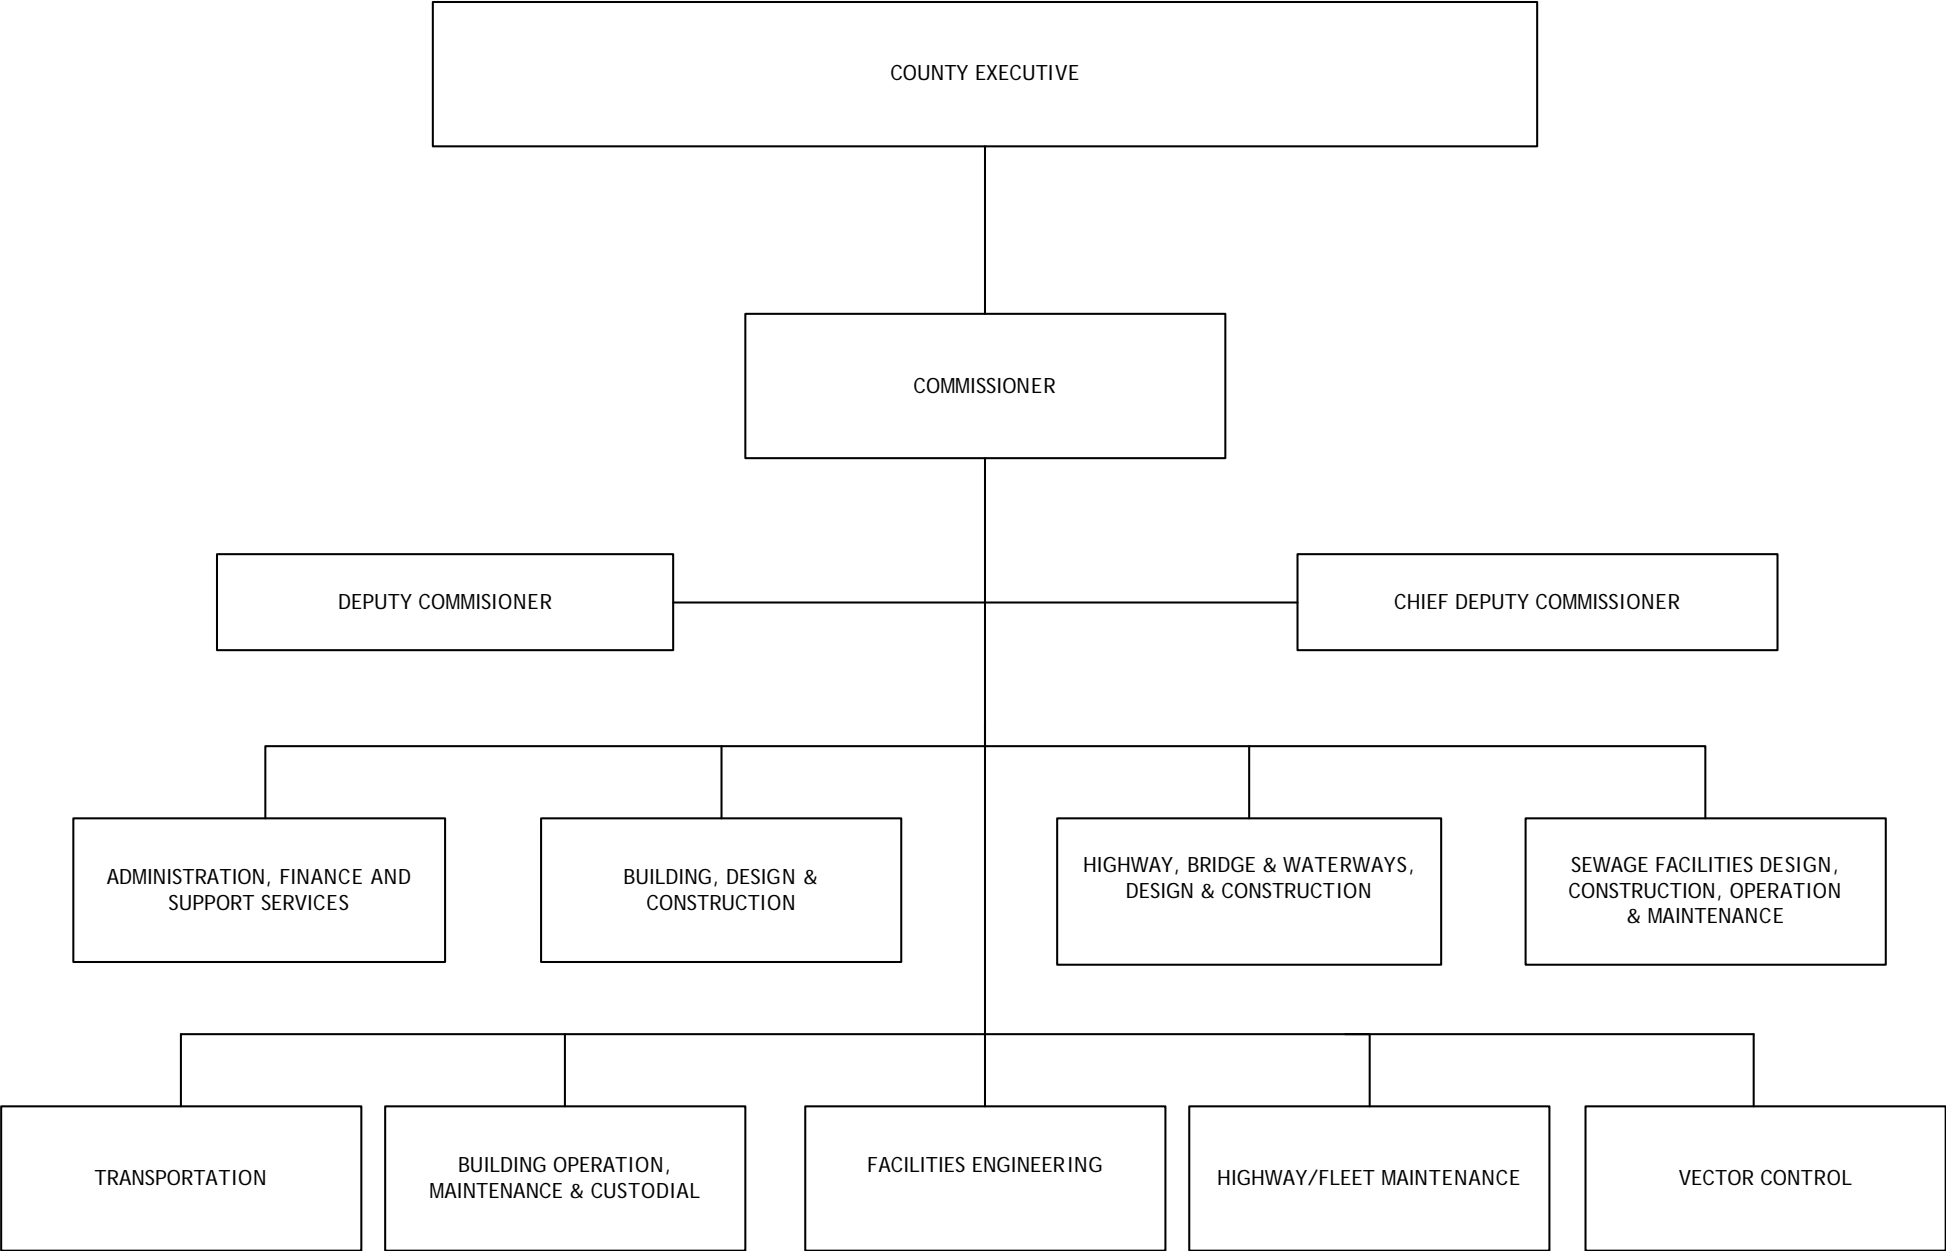 COUNTY EXECUTIVE
COMMISSIONER
DEPUTY COMMISIONER
CHIEF DEPUTY COMMISSIONER
ADMINISTRATION, FINANCE AND
SUPPORT SERVICES
BUILDING, DESIGN &
CONSTRUCTION
HIGHWAY, BRIDGE & WATERWAYS,
DESIGN & CONSTRUCTION
SEWAGE FACILITIES DESIGN,
CONSTRUCTION, OPERATION
& MAINTENANCE
TRANSPORTATION
BUILDING OPERATION,
MAINTENANCE & CUSTODIAL
FACILITIES ENGINEERING
HIGHWAY/FLEET MAINTENANCE
VECTOR CONTROL